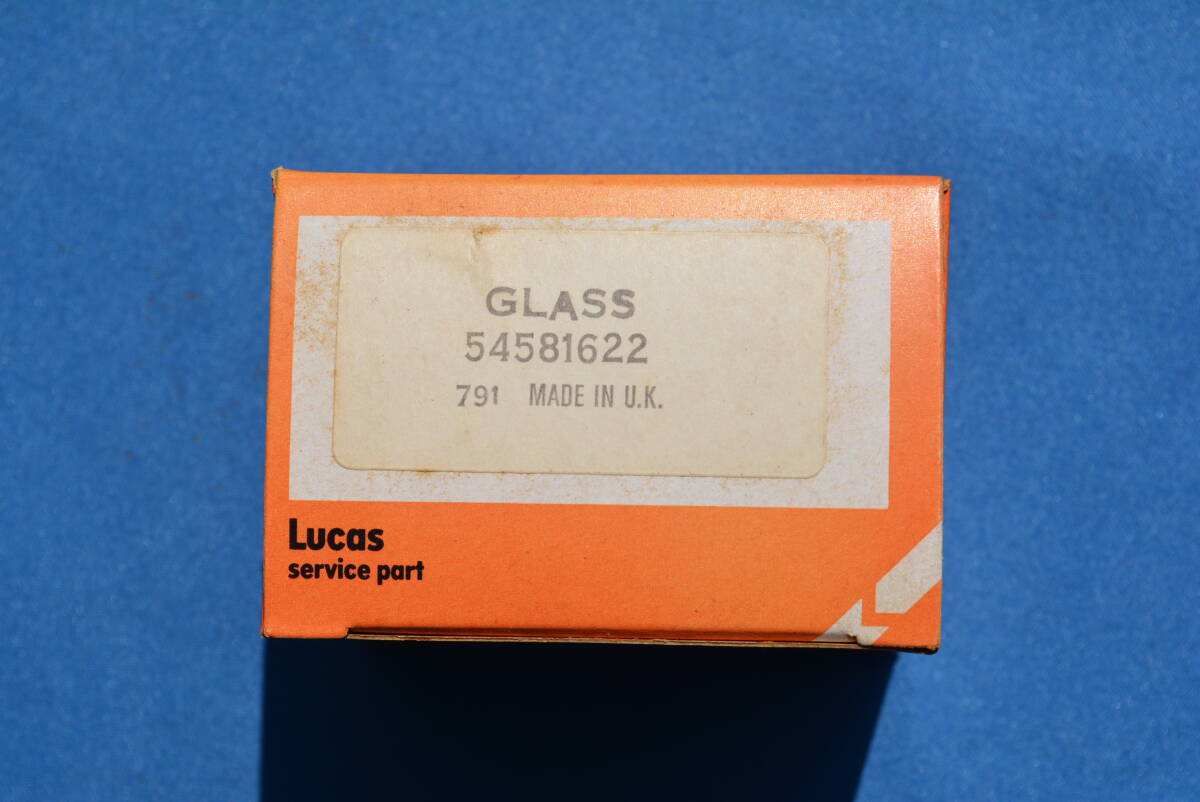 GLASS
54581622
791 MADE IN U.K.
Lucas
service part